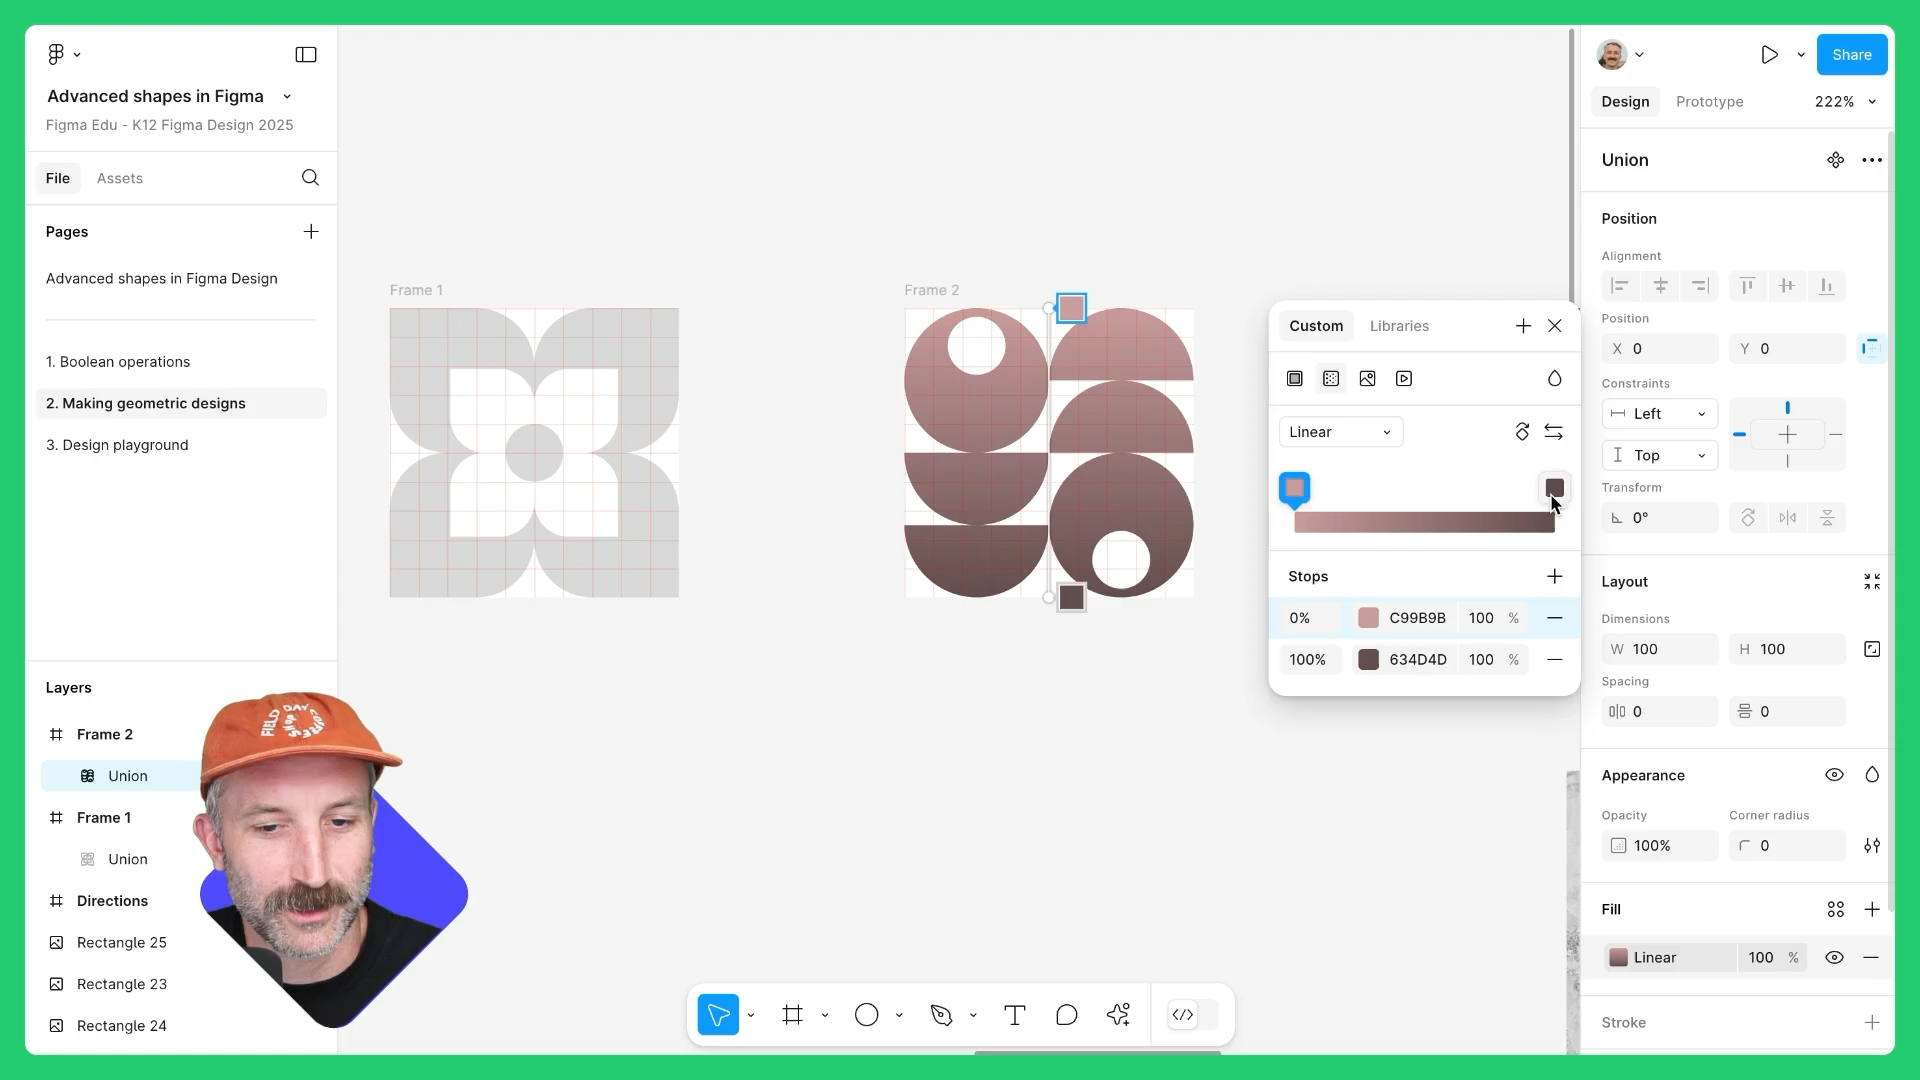 Advanced shapes in Figma
Figma Edu - K12 Figma Design 2025
File
Assets
Pages
Advanced shapes in Figma Design
1. Boolean operations
2. Making geometric designs
3. Design playground
Layers
Frame 2
Union
Frame 1
Union
Directions
Rectangle 25
Rectangle 23
Rectangle 24
FIELD DAY COFFEE
SHOP
Frame 1
Frame 2
Custom
Libraries
Linear
Stops
0% C99B9B 100 %
100% 634D4D 100 %
Share
Design
Prototype
222%
Union
Position
Alignment
Position
X 0
Y 0
Constraints
Left
Top
Transform
0°
Layout
Dimensions
W 100
H 100
Spacing
0
0
Appearance
Opacity
Corner radius
100%
0
Fill
Linear 100 %
Stroke